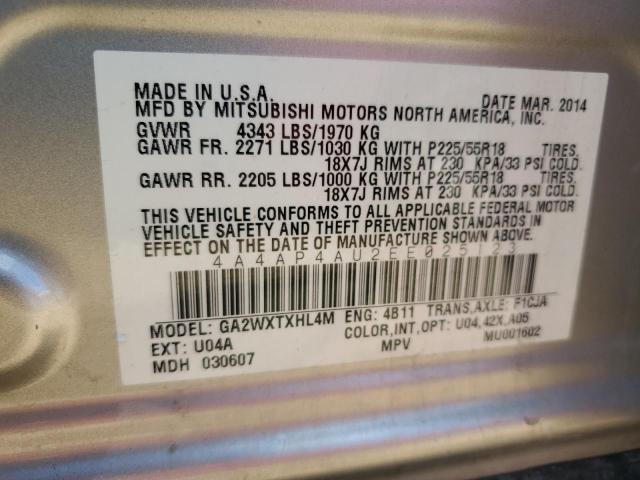 MADE IN U.S.A.
DATE MAR. 2014
MFD BY MITSUBISHI MOTORS NORTH AMERICA, INC.
GVWR 4343 LBS/1970 KG
GAWR FR. 2271 LBS/1030 KG WITH P225/55R18 TIRES,
18X7J RIMS AT 230 KPA/33 PSI COLD.
GAWR RR. 2205 LBS/1000 KG WITH P225/55R18 TIRES,
18X7J RIMS AT 230 KPA/33 PSI COLD.
THIS VEHICLE CONFORMS TO ALL APPLICABLE FEDERAL MOTOR
VEHICLE SAFETY AND THEFT PREVENTION STANDARDS IN
EFFECT ON THE DATE OF MANUFACTURE SHOWN ABOVE.
4A4AP4AU2EE025123
MODEL: GA2WXTXHL4M ENG: 4B11 TRANS,AXLE: F1CJA
EXT: U04A COLOR,INT,OPT: U04,42X,A05
MDH 030607 MPV MU001602